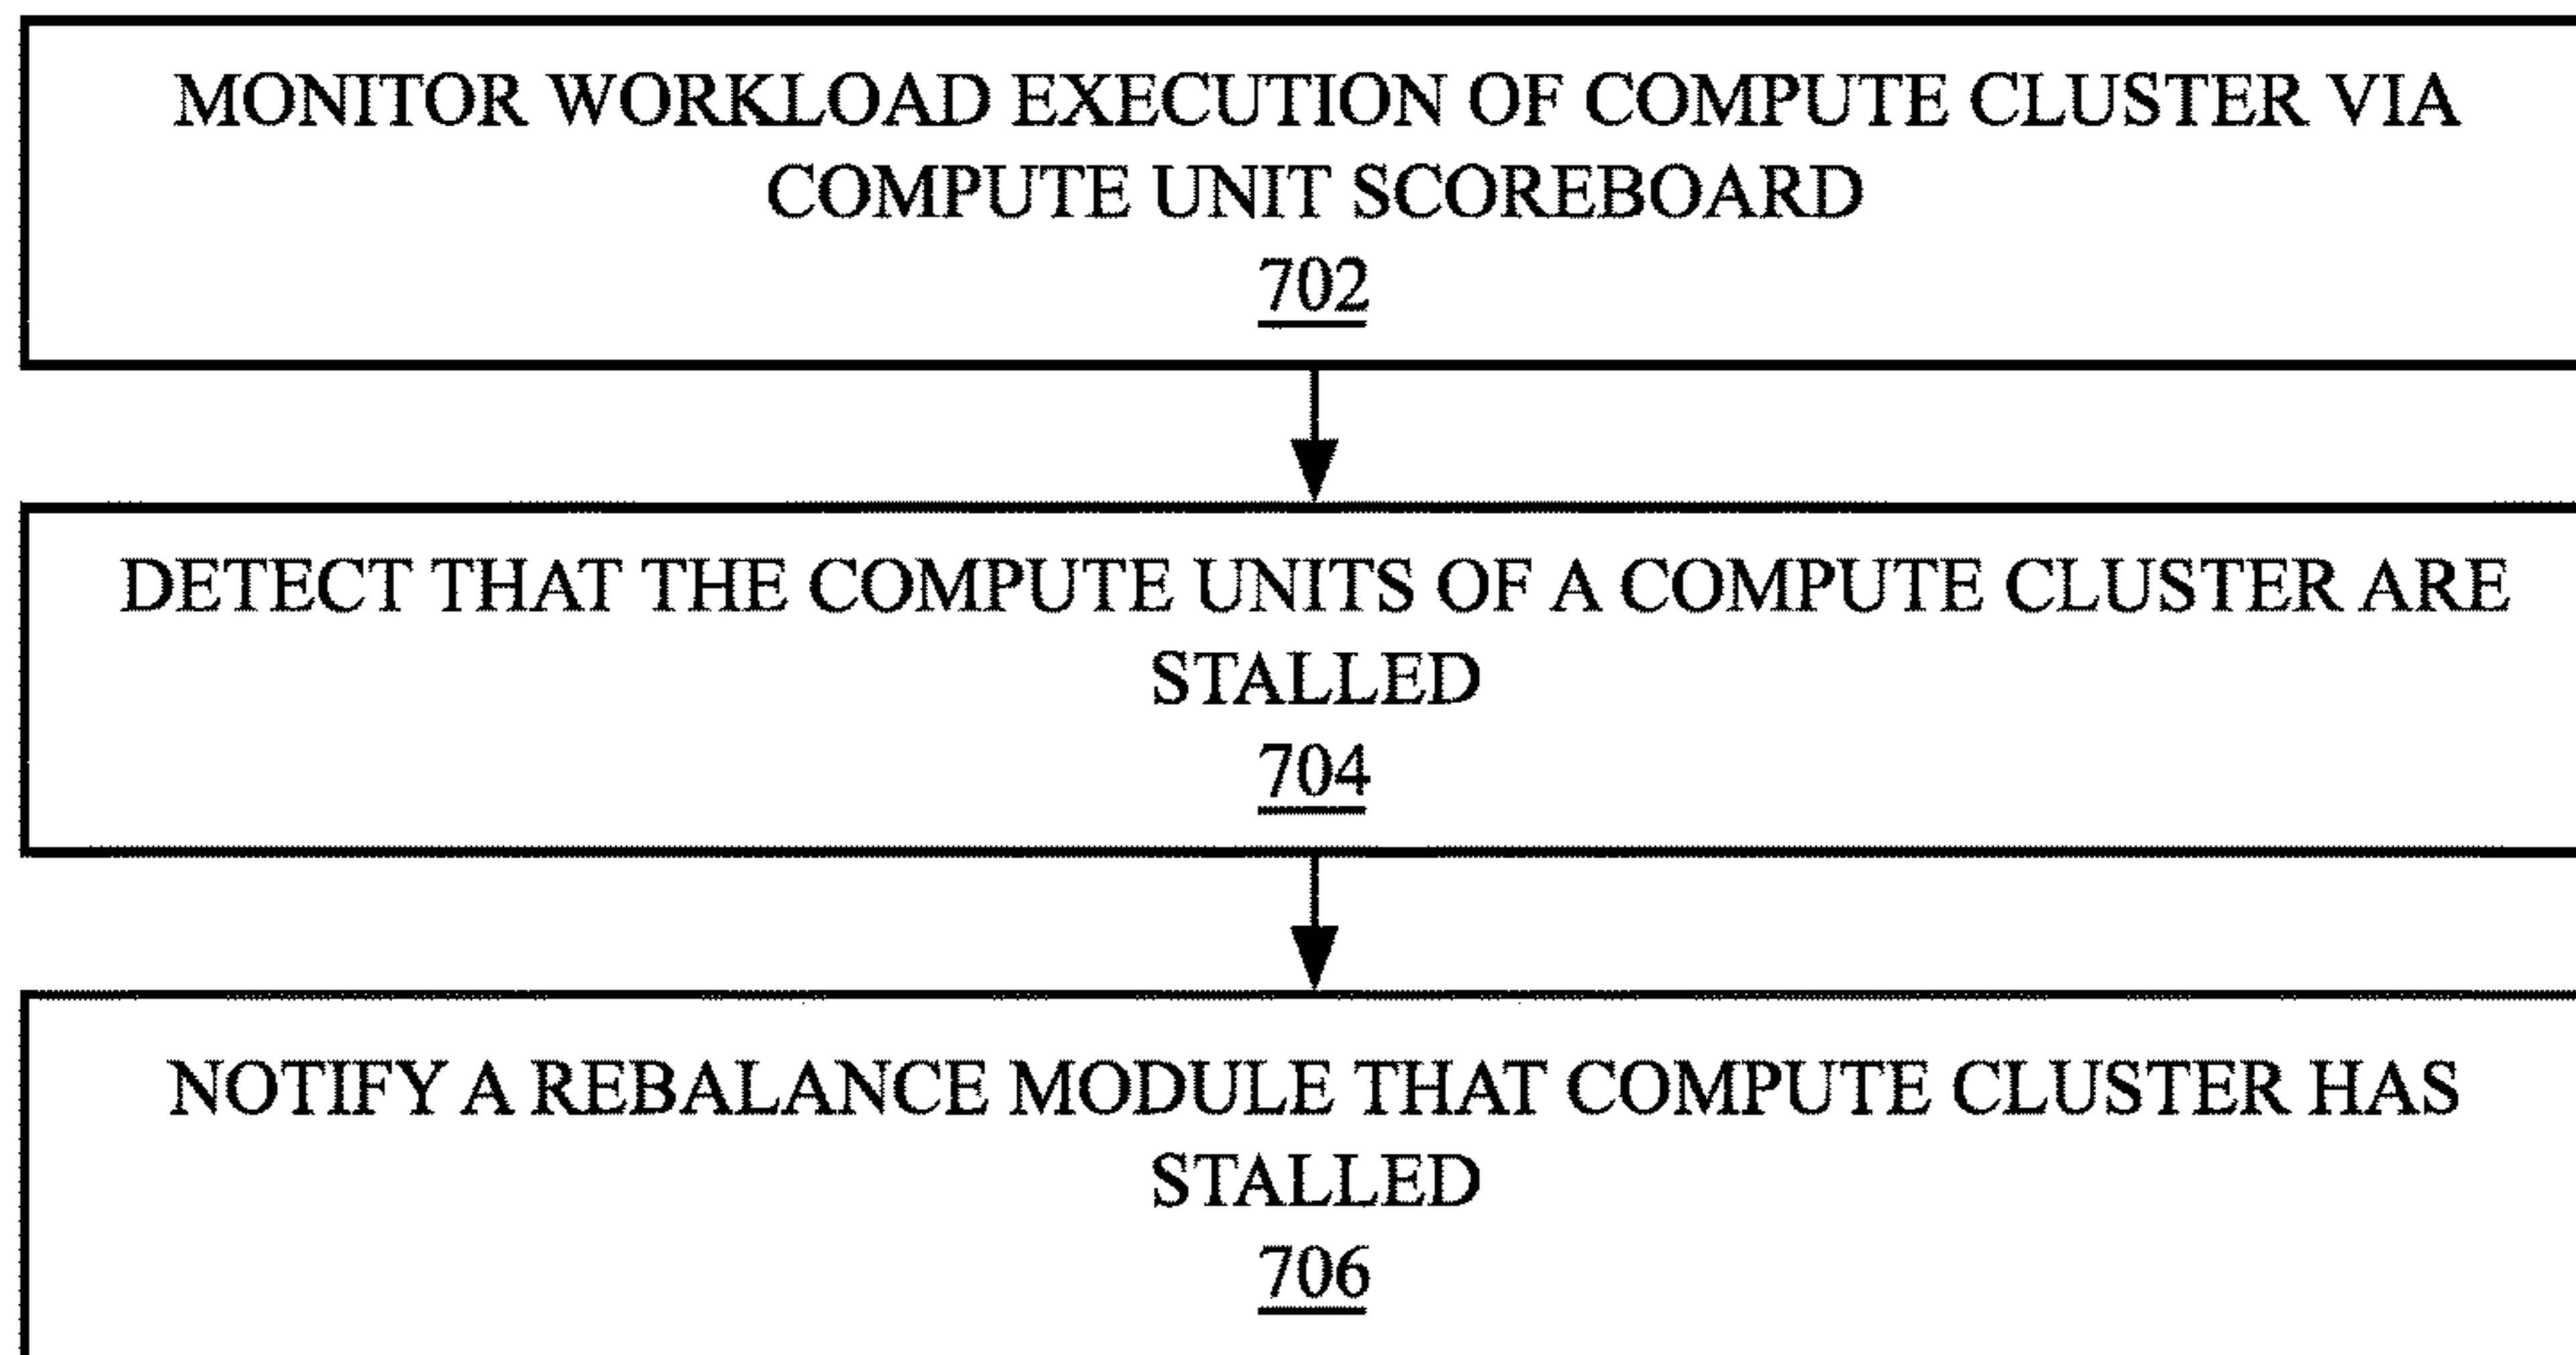 MONITOR WORKLOAD EXECUTION OF COMPUTE CLUSTER VIA
COMPUTE UNIT SCOREBOARD
702
DETECT THAT THE COMPUTE UNITS OF A COMPUTE CLUSTER ARE
STALLED
704
NOTIFY A REBALANCE MODULE THAT COMPUTE CLUSTER HAS
STALLED
706